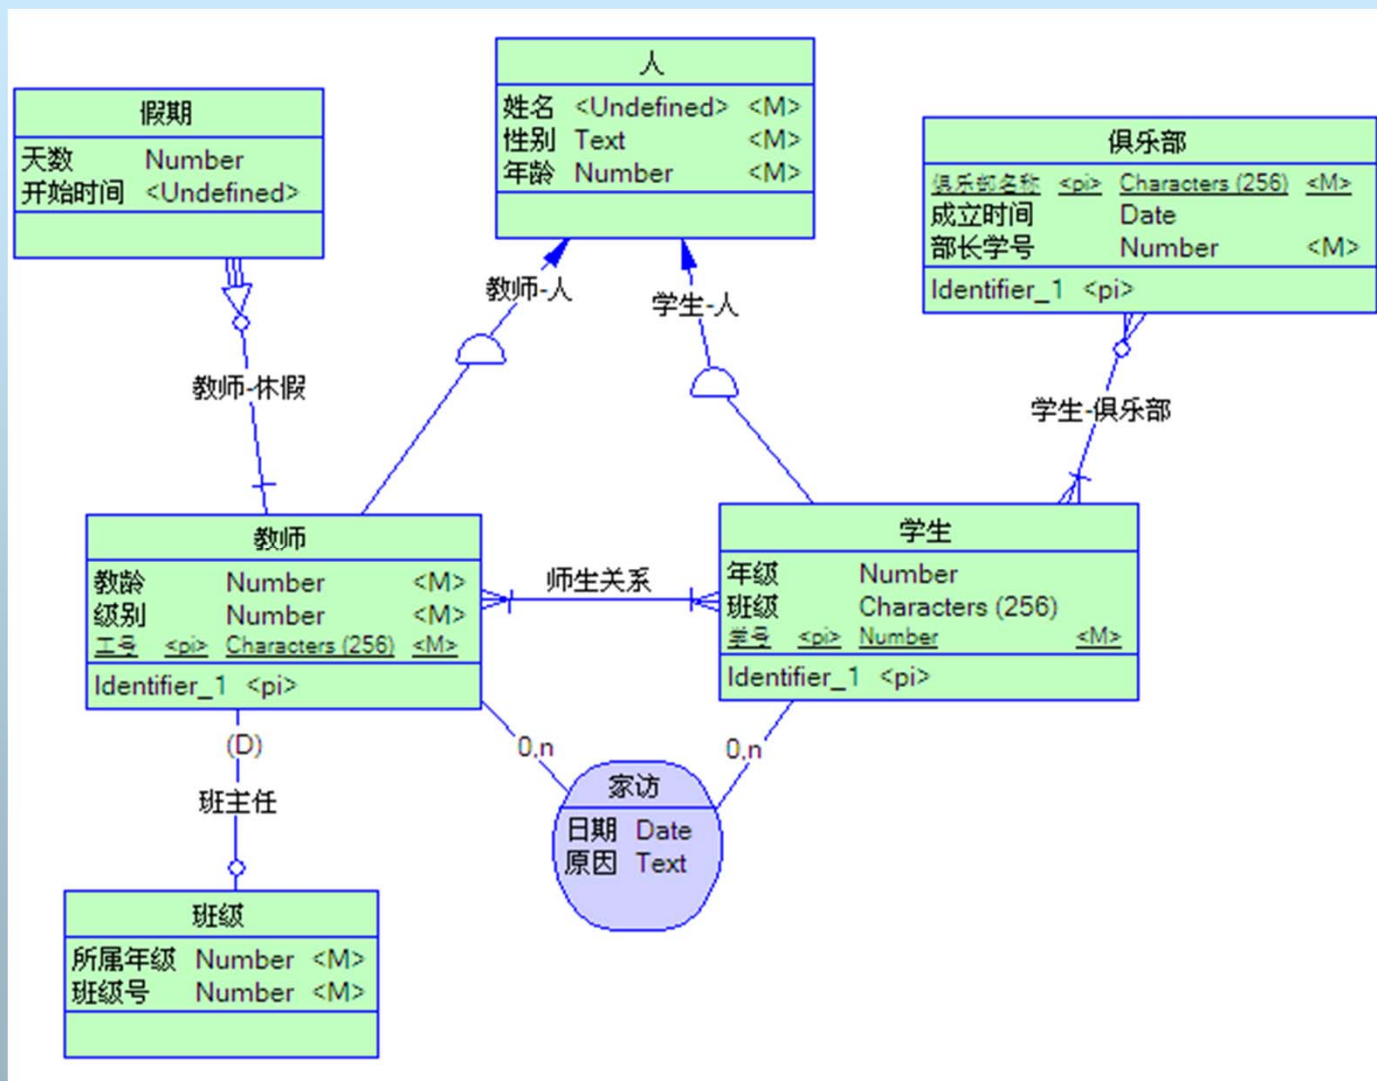 人
姓名 <Undefined> <M>
性别 Text <M>
年龄 Number <M>
假期
天数 Number
开始时间 <Undefined>
俱乐部
俱乐部名称 <pi> Characters (256) <M>
成立时间 Date
部长学号 Number <M>
Identifier_1 <pi>
教师-人
学生-人
教师-休假
学生-俱乐部
教师
教龄 Number <M>
级别 Number <M>
工号 <pi> Characters (256) <M>
Identifier_1 <pi>
师生关系
学生
年级 Number
班级 Characters (256)
学号 <pi> Number <M>
Identifier_1 <pi>
(D)
班主任
0,n
0,n
家访
日期 Date
原因 Text
班级
所属年级 Number <M>
班级号 Number <M>